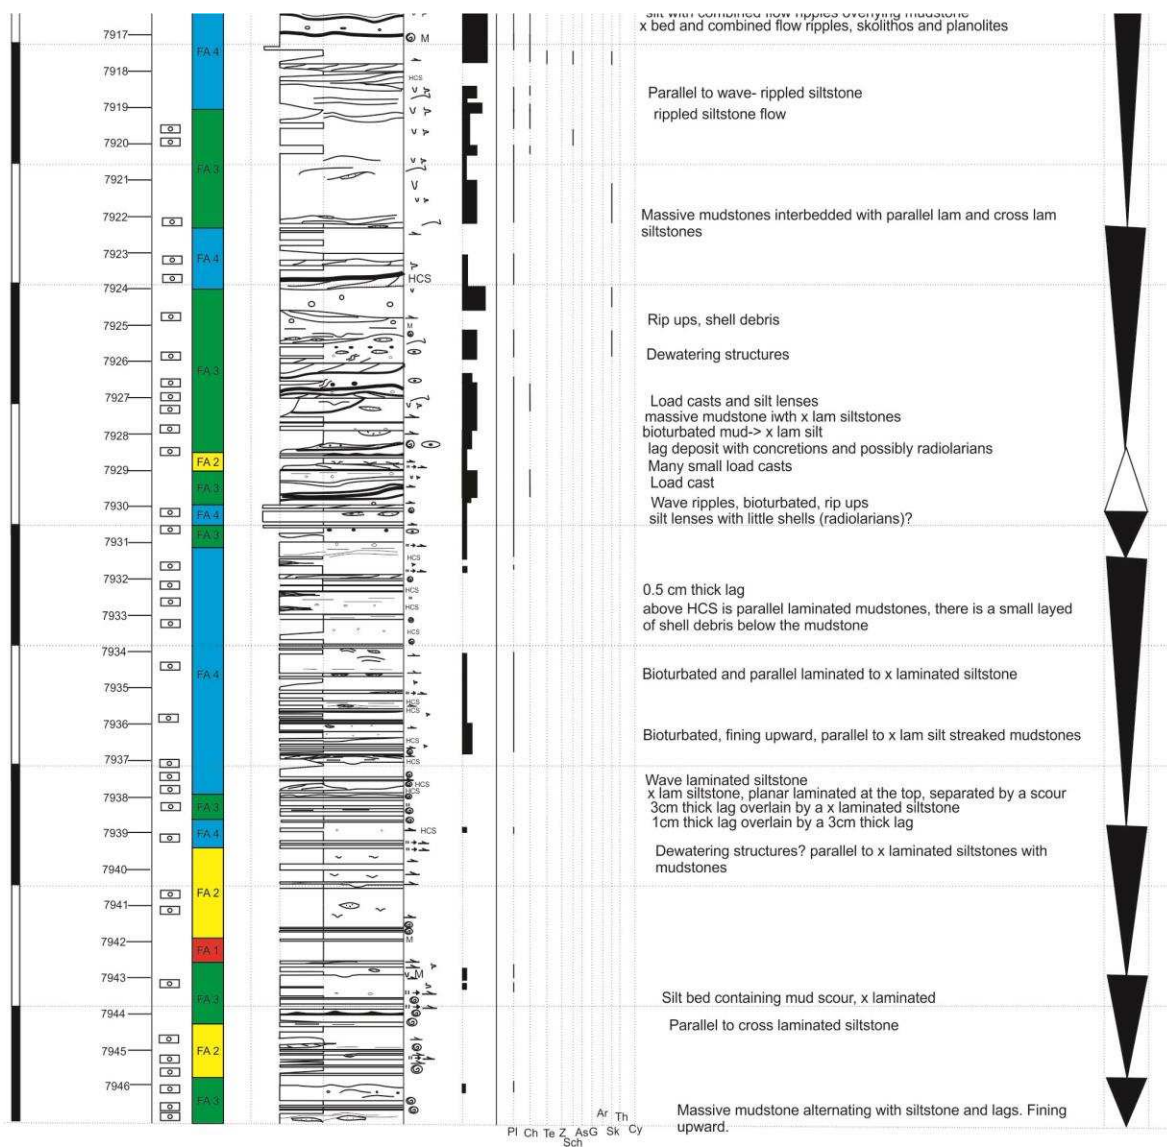 silt with combined flow ripples overlying mudstone
x bed and combined flow ripples, skolithos and planolites
7917
M
FA 4
7918
HCS
Parallel to wave- rippled siltstone
7919
rippled siltstone flow
7920
FA 3
7921
7922
Massive mudstones interbedded with parallel lam and cross lam
siltstones
7923
FA 4
HCS
7924
7925
Rip ups, shell debris
M
7926
Dewatering structures
FA 3
7927
Load casts and silt lenses
massive mudstone iwth x lam siltstones
7928
bioturbated mud-> x lam silt
lag deposit with concretions and possibly radiolarians
FA 2
7929
Many small load casts
FA 3
Load cast
7930
Wave ripples, bioturbated, rip ups
FA 4
silt lenses with little shells (radiolarians)?
FA 3
7931
HCS
7932
HCS
0.5 cm thick lag
HCS
above HCS is parallel laminated mudstones, there is a small layed
7933
of shell debris below the mudstone
HCS
7934
FA 4
Bioturbated and parallel laminated to x laminated siltstone
7935
HCS
HCS
7936
Bioturbated, fining upward, parallel to x lam silt streaked mudstones
HCS
7937
HCS
Wave laminated siltstone
HCS
x lam siltstone, planar laminated at the top, separated by a scour
HCS
7938
FA 3
3cm thick lag overlain by a x laminated siltstone
1cm thick lag overlain by a 3cm thick lag
7939
FA 4
HCS
Dewatering structures? parallel to x laminated siltstones with
mudstones
7940
FA 2
7941
7942
M
FA 1
7943
M
FA 3
Silt bed containing mud scour, x laminated
7944
Parallel to cross laminated siltstone
7945
FA 2
7946
FA 3
Massive mudstone alternating with siltstone and lags. Fining
upward.
Ar Th
Pl Ch Te Z AsG Sk Cy
Sch